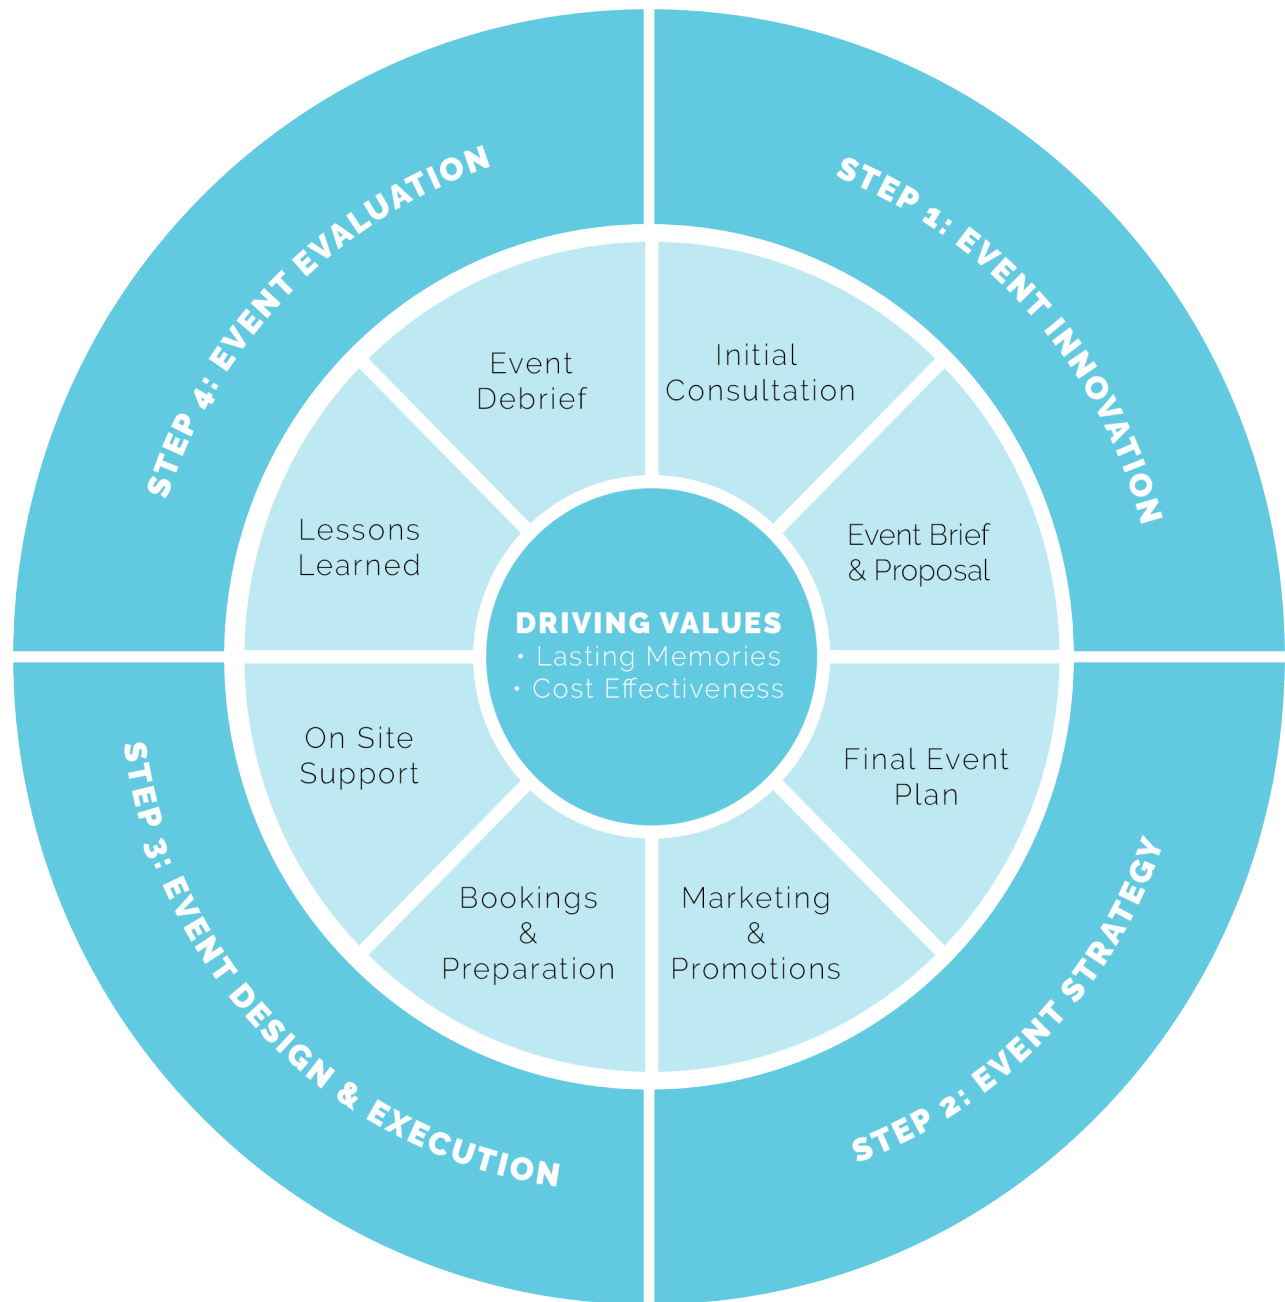 STEP 1: EVENT INNOVATION
Initial
Consultation
Event Brief
& Proposal
STEP 2: EVENT STRATEGY
Final Event
Plan
Marketing
&
Promotions
STEP 3: EVENT DESIGN & EXECUTION
Bookings
&
Preparation
On Site
Support
STEP 4: EVENT EVALUATION
Lessons
Learned
Event
Debrief
DRIVING VALUES
• Lasting Memories
• Cost Effectiveness